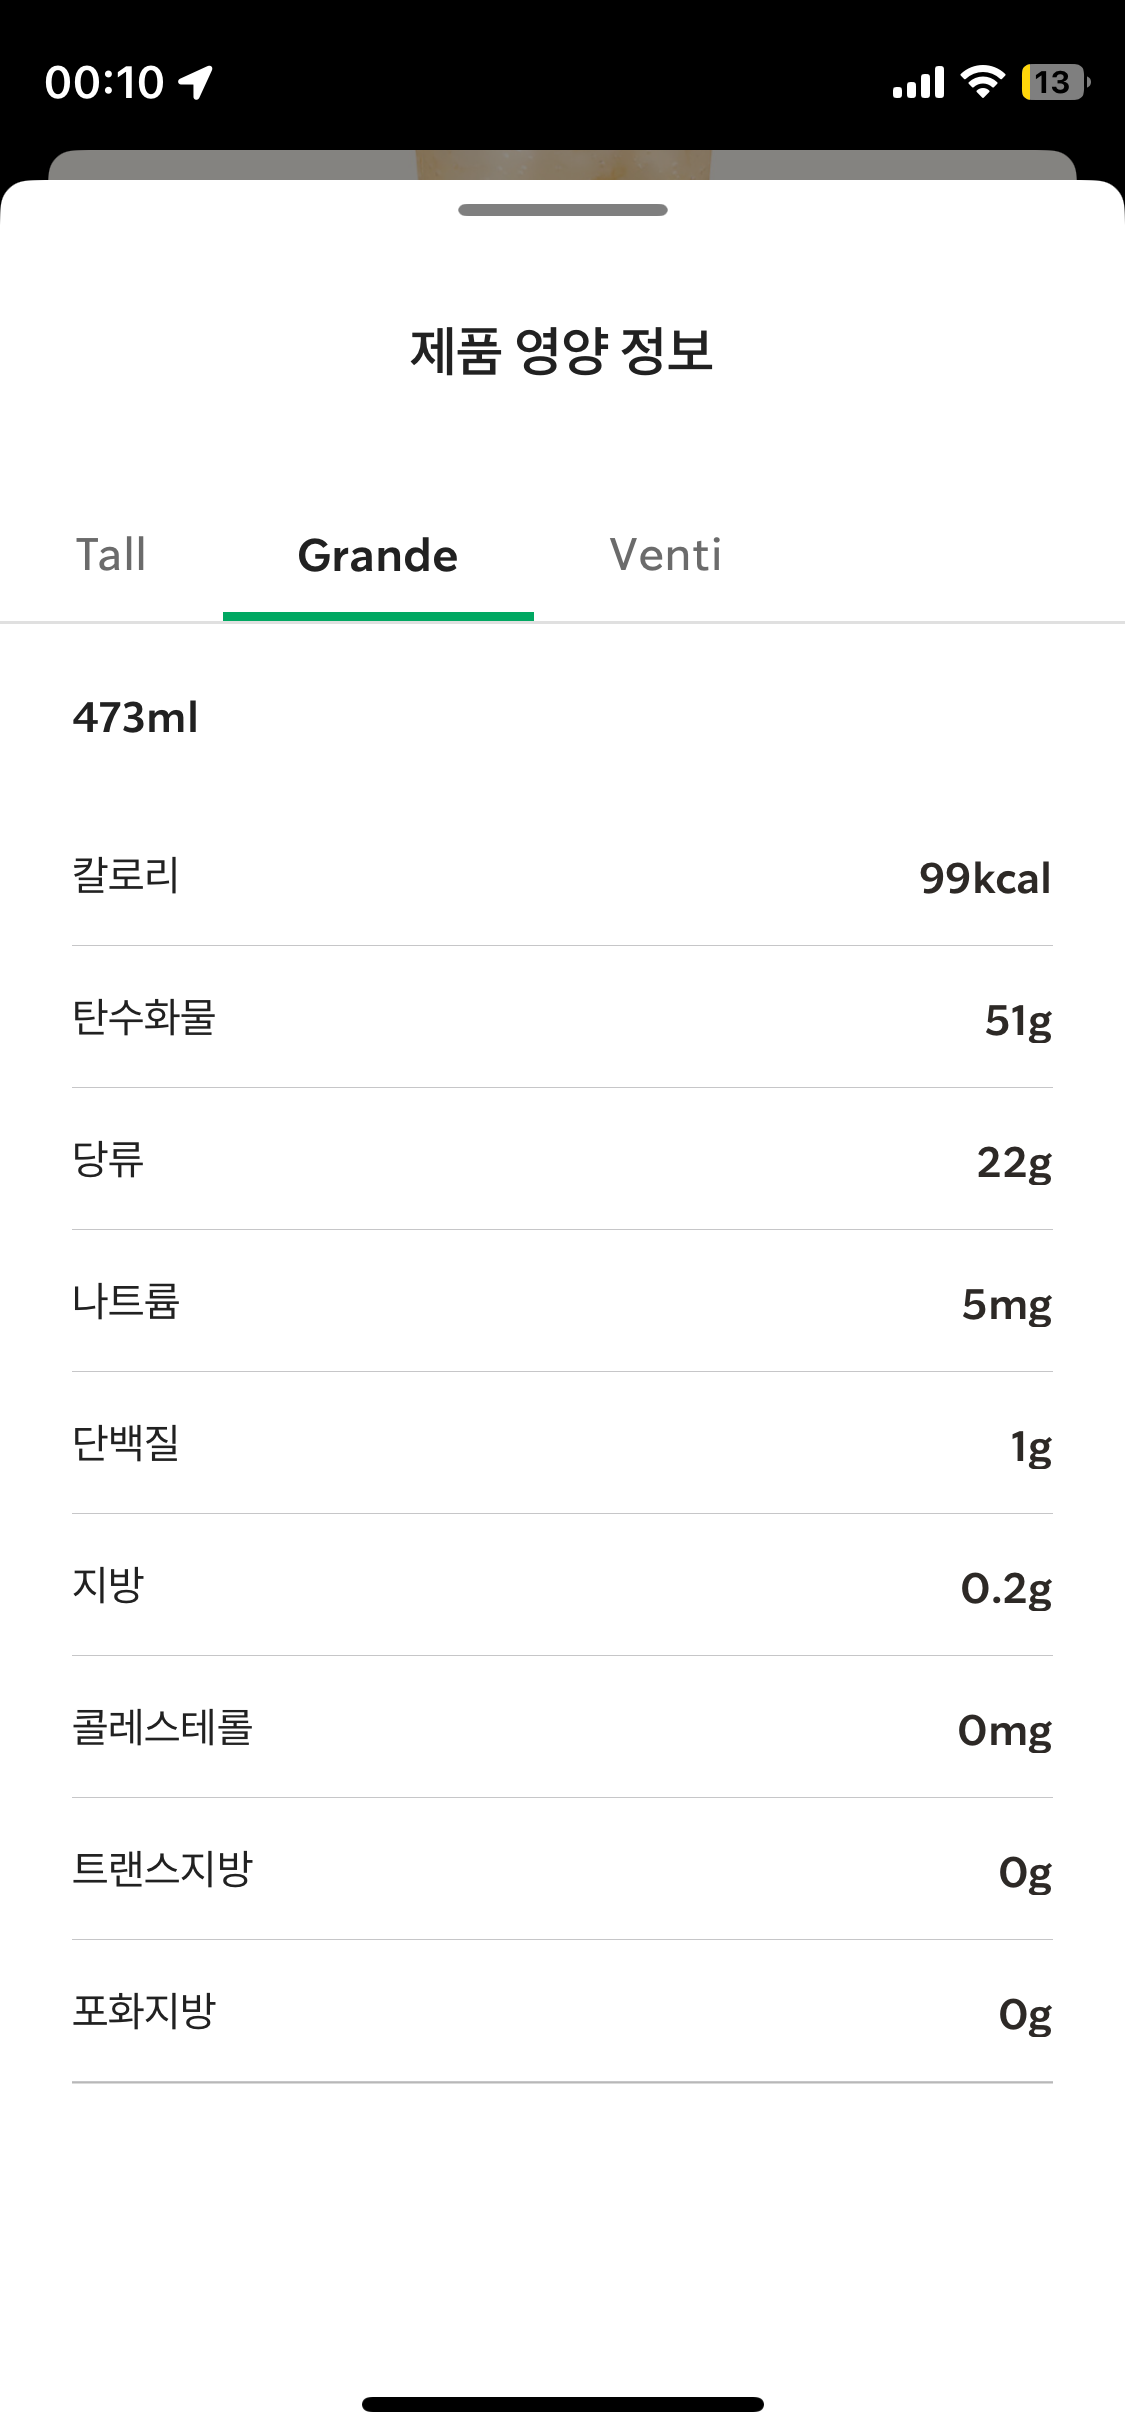 00:10
13
제품 영양 정보
Tall Grande Venti
473ml
칼로리 99kcal
탄수화물 51g
당류 22g
나트륨 5mg
단백질 1g
지방 0.2g
콜레스테롤 0mg
트랜스지방 0g
포화지방 0g